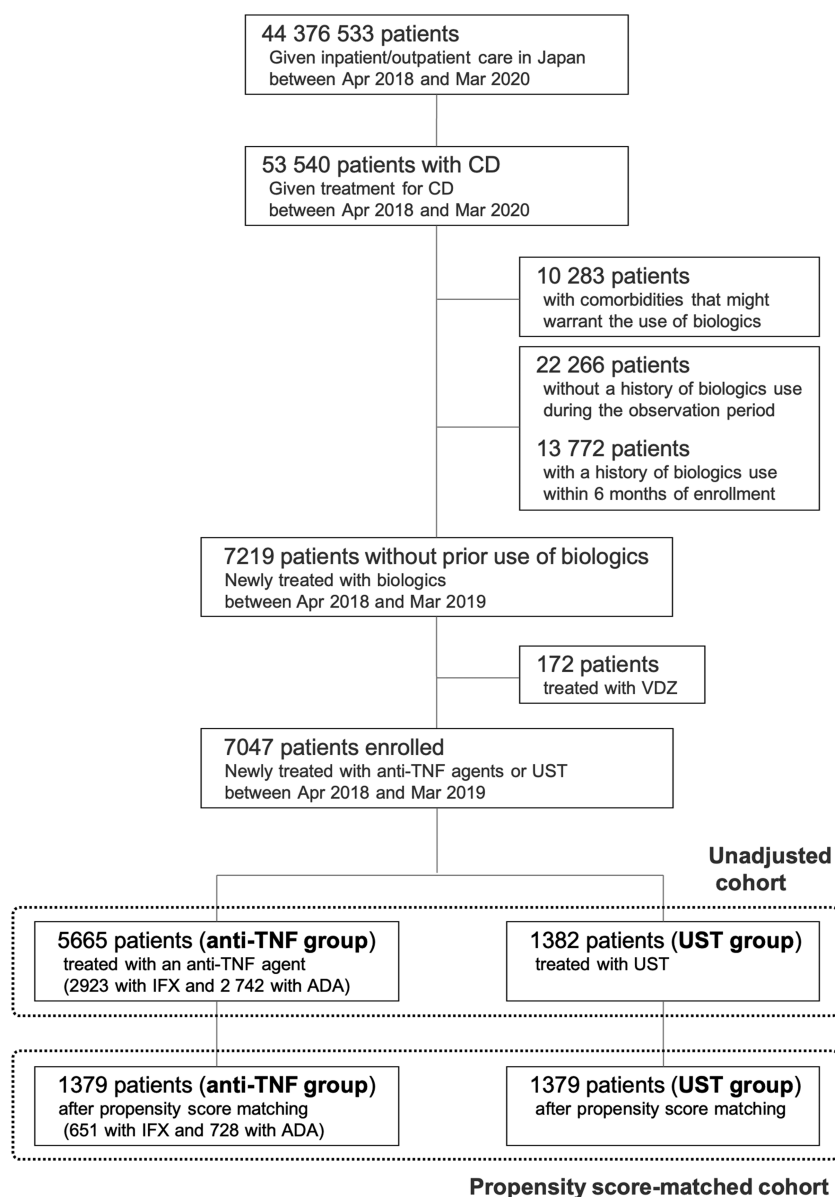 44 376 533 patients
Given inpatient/outpatient care in Japan
between Apr 2018 and Mar 2020
53 540 patients with CD
Given treatment for CD
between Apr 2018 and Mar 2020
10 283 patients
with comorbidities that might
warrant the use of biologics
22 266 patients
without a history of biologics use
during the observation period
13 772 patients
with a history of biologics use
within 6 months of enrollment
7219 patients without prior use of biologics
Newly treated with biologics
between Apr 2018 and Mar 2019
172 patients
treated with VDZ
7047 patients enrolled
Newly treated with anti-TNF agents or UST
between Apr 2018 and Mar 2019
Unadjusted
cohort
5665 patients (anti-TNF group)
treated with an anti-TNF agent
(2923 with IFX and 2 742 with ADA)
1382 patients (UST group)
treated with UST
1379 patients (anti-TNF group)
after propensity score matching
(651 with IFX and 728 with ADA)
1379 patients (UST group)
after propensity score matching
Propensity score-matched cohort